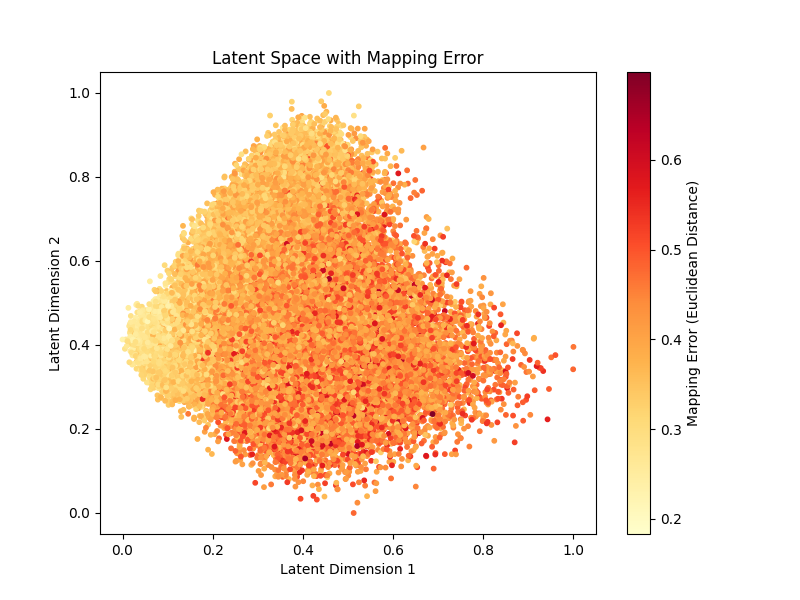 Latent Space with Mapping Error
1.0
0.8
0.6
0.4
0.2
0.0
Latent Dimension 2
0.0 0.2 0.4 0.6 0.8 1.0
Latent Dimension 1
0.6
0.5
0.4
0.3
0.2
Mapping Error (Euclidean Distance)